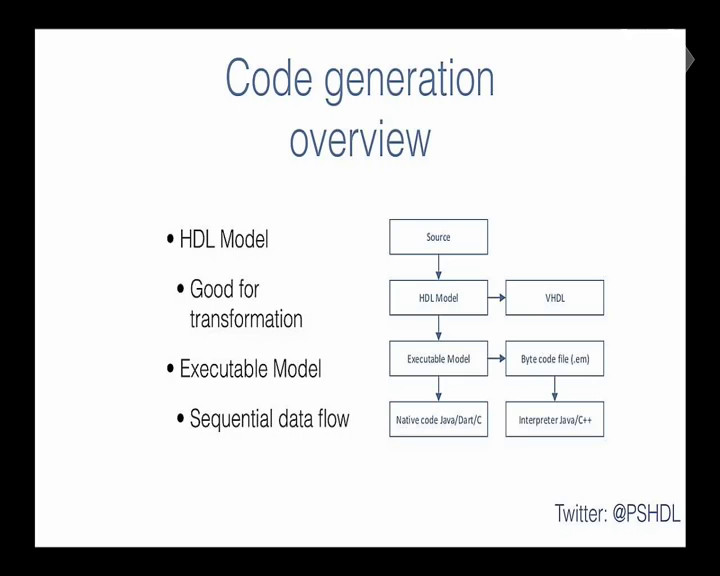 Code generation
overview
• HDL Model
• Good for
transformation
• Executable Model
• Sequential data flow
Source
HDL Model
VHDL
Executable Model
Byte code file (.em)
Native code Java/Dart/C
Interpreter Java/C++
Twitter: @PSHDL